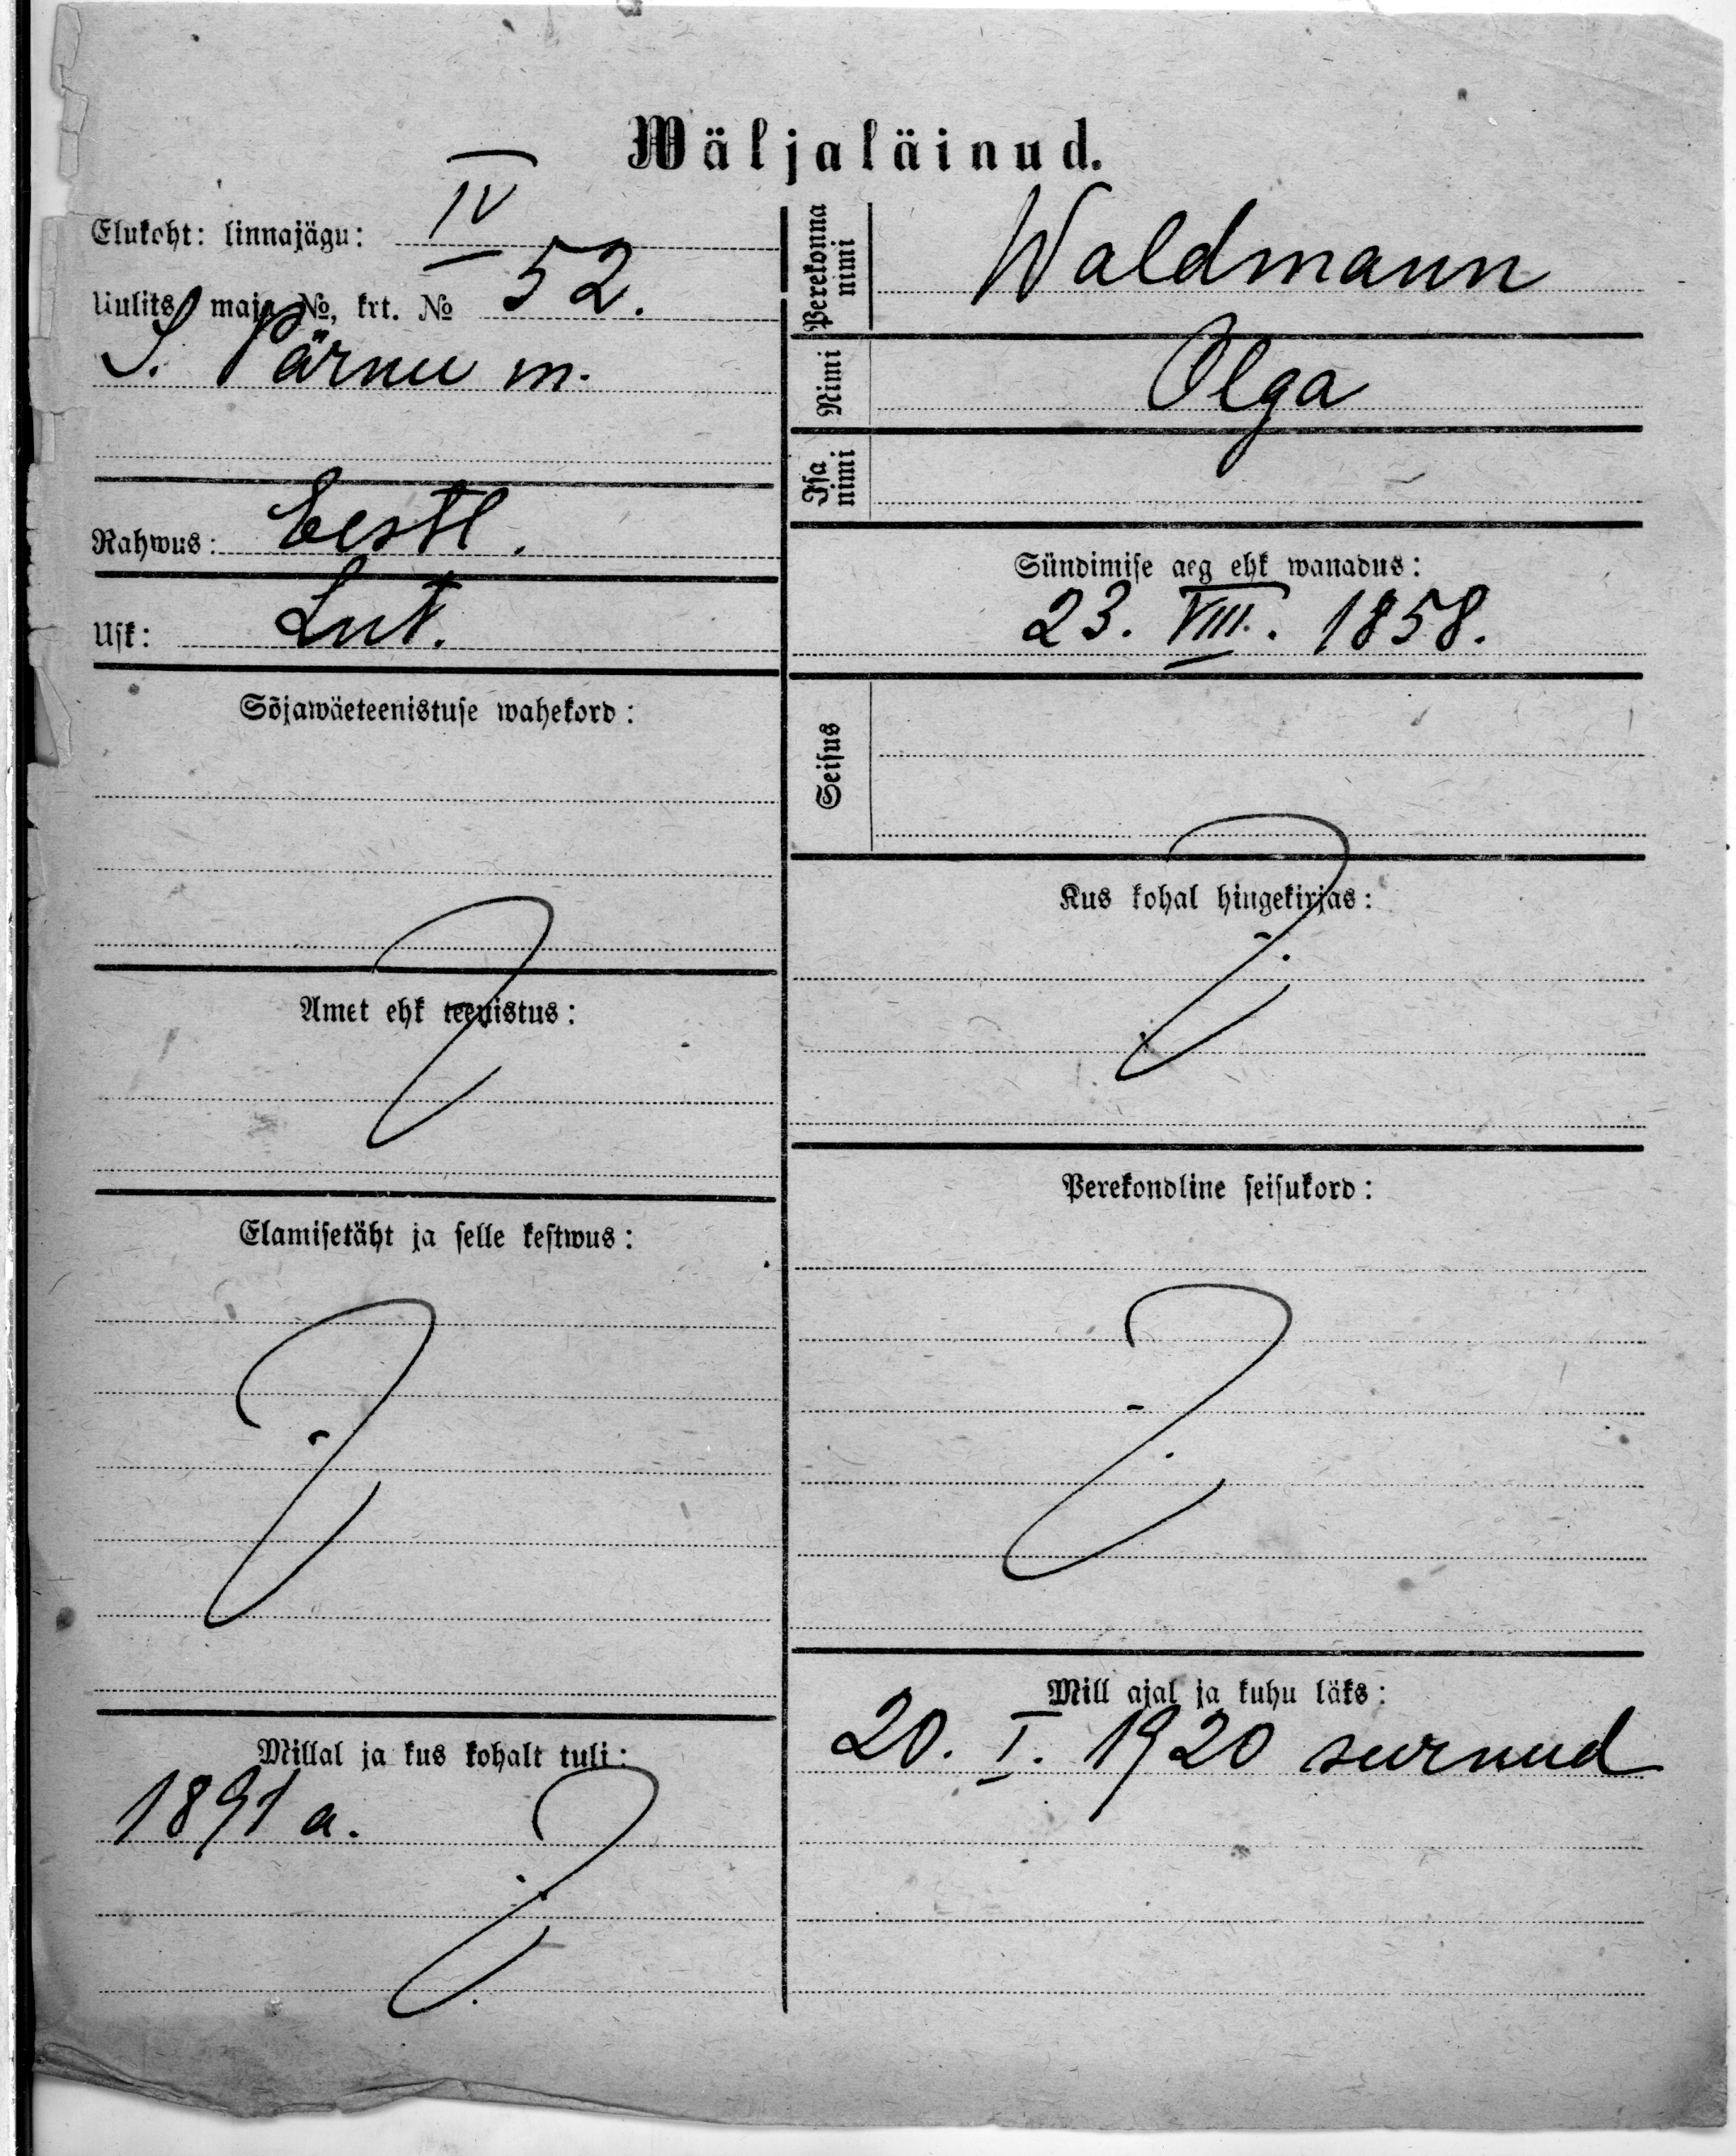 Wäljaläinud.
Elukoht: linnajägu: IV
Uulits, maja №, krt. № 52.
S. Pärnu m.
Rahwus: Eestl.
Usk: Lut.
Sõjawäeteenistuse wahekord:
Amet ehk teenistus:
Elamisetäht ja selle kestwus:
Millal ja kus kohalt tuli:
1891 a.
Perekonna nimi Waldmann
Nimi Olga
Isa nimi
Sündimise aeg ehk wanadus:
23. VIII. 1858.
Seisus
Kus kohal hingekirjas:
Perekondline seisukord:
Mill ajal ja kuhu läks:
20. I. 1920 surnud